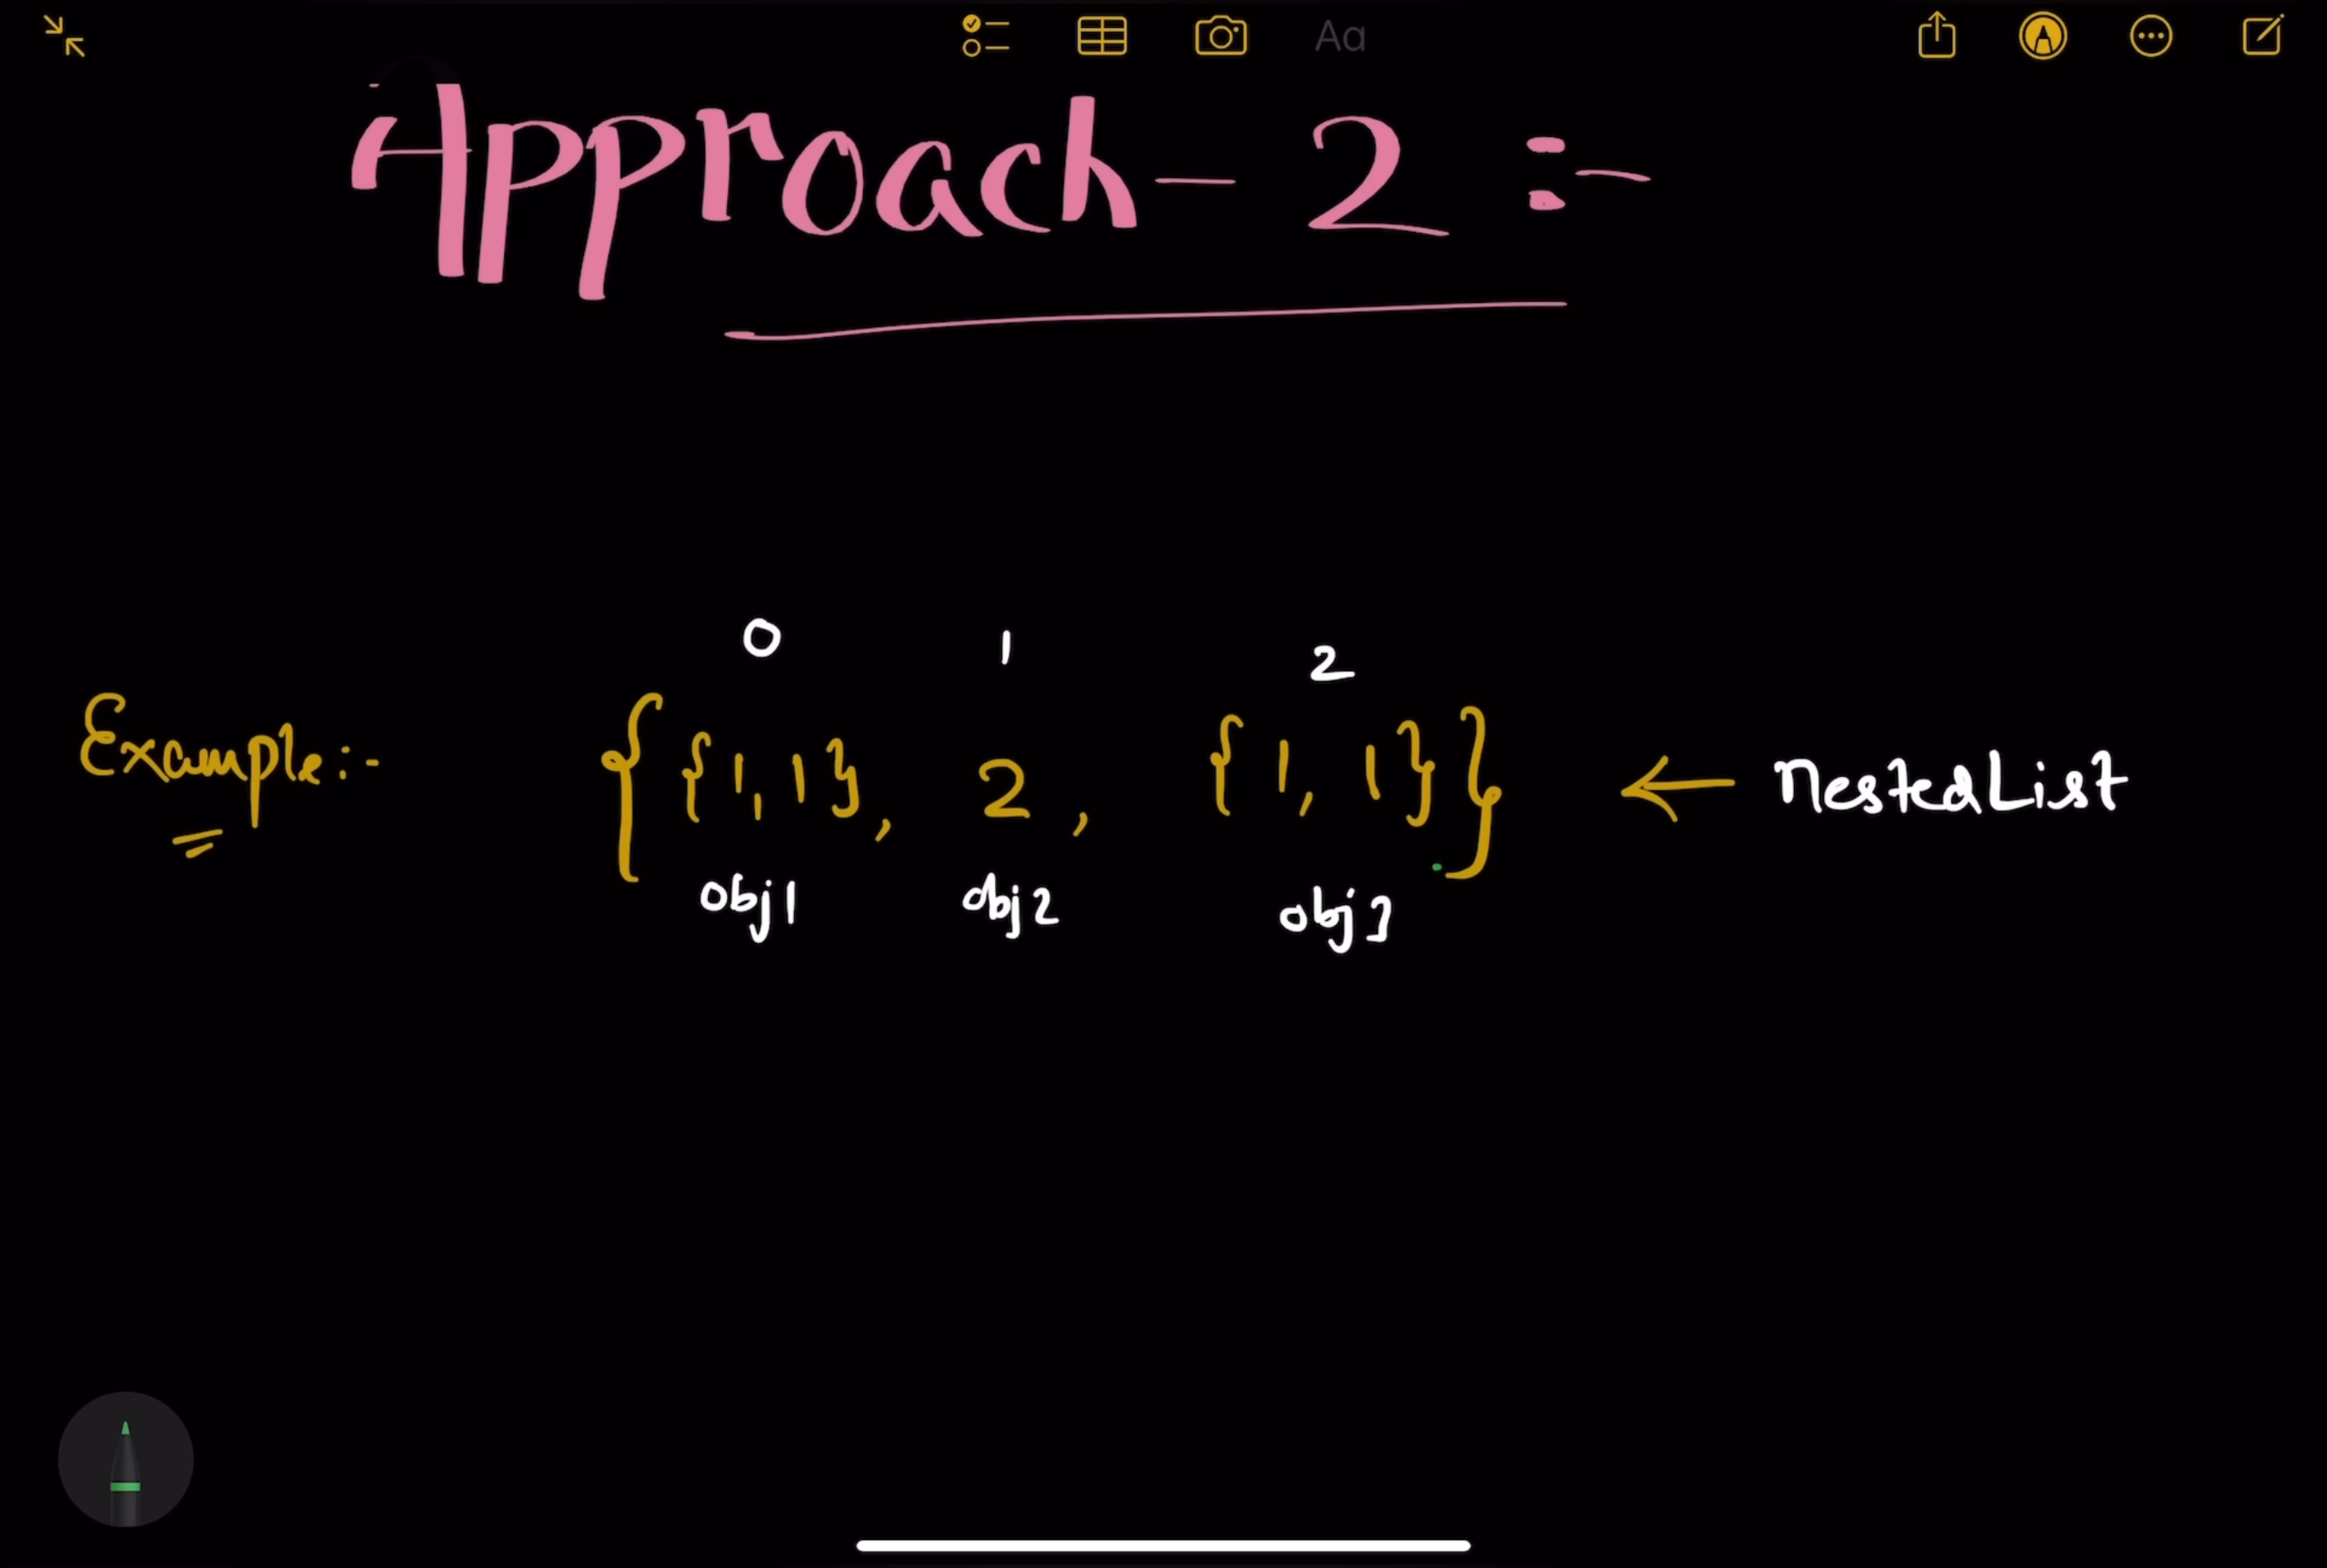 Aa
Approach- 2 :-
0 1 2
Example:- {{1,1}, 2, {1,1}} ← nestedList
obj1 obj2 obj3